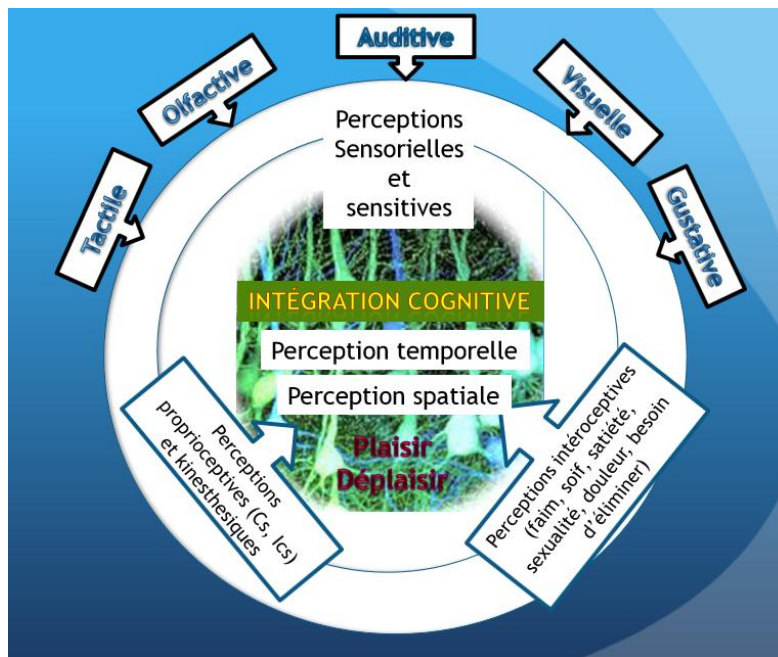 Auditive
Olfactive
Visuelle
Tactile
Gustative
Perceptions
Sensorielles
et
sensitives
INTÉGRATION COGNITIVE
Perception temporelle
Perception spatiale
Plaisir
Déplaisir
Perceptions
proprioceptives (Cs, Ics)
et kinesthesiques
Perceptions intéroceptives
(faim, soif, satiété,
sexualité, douleur, besoin
d'éliminer)